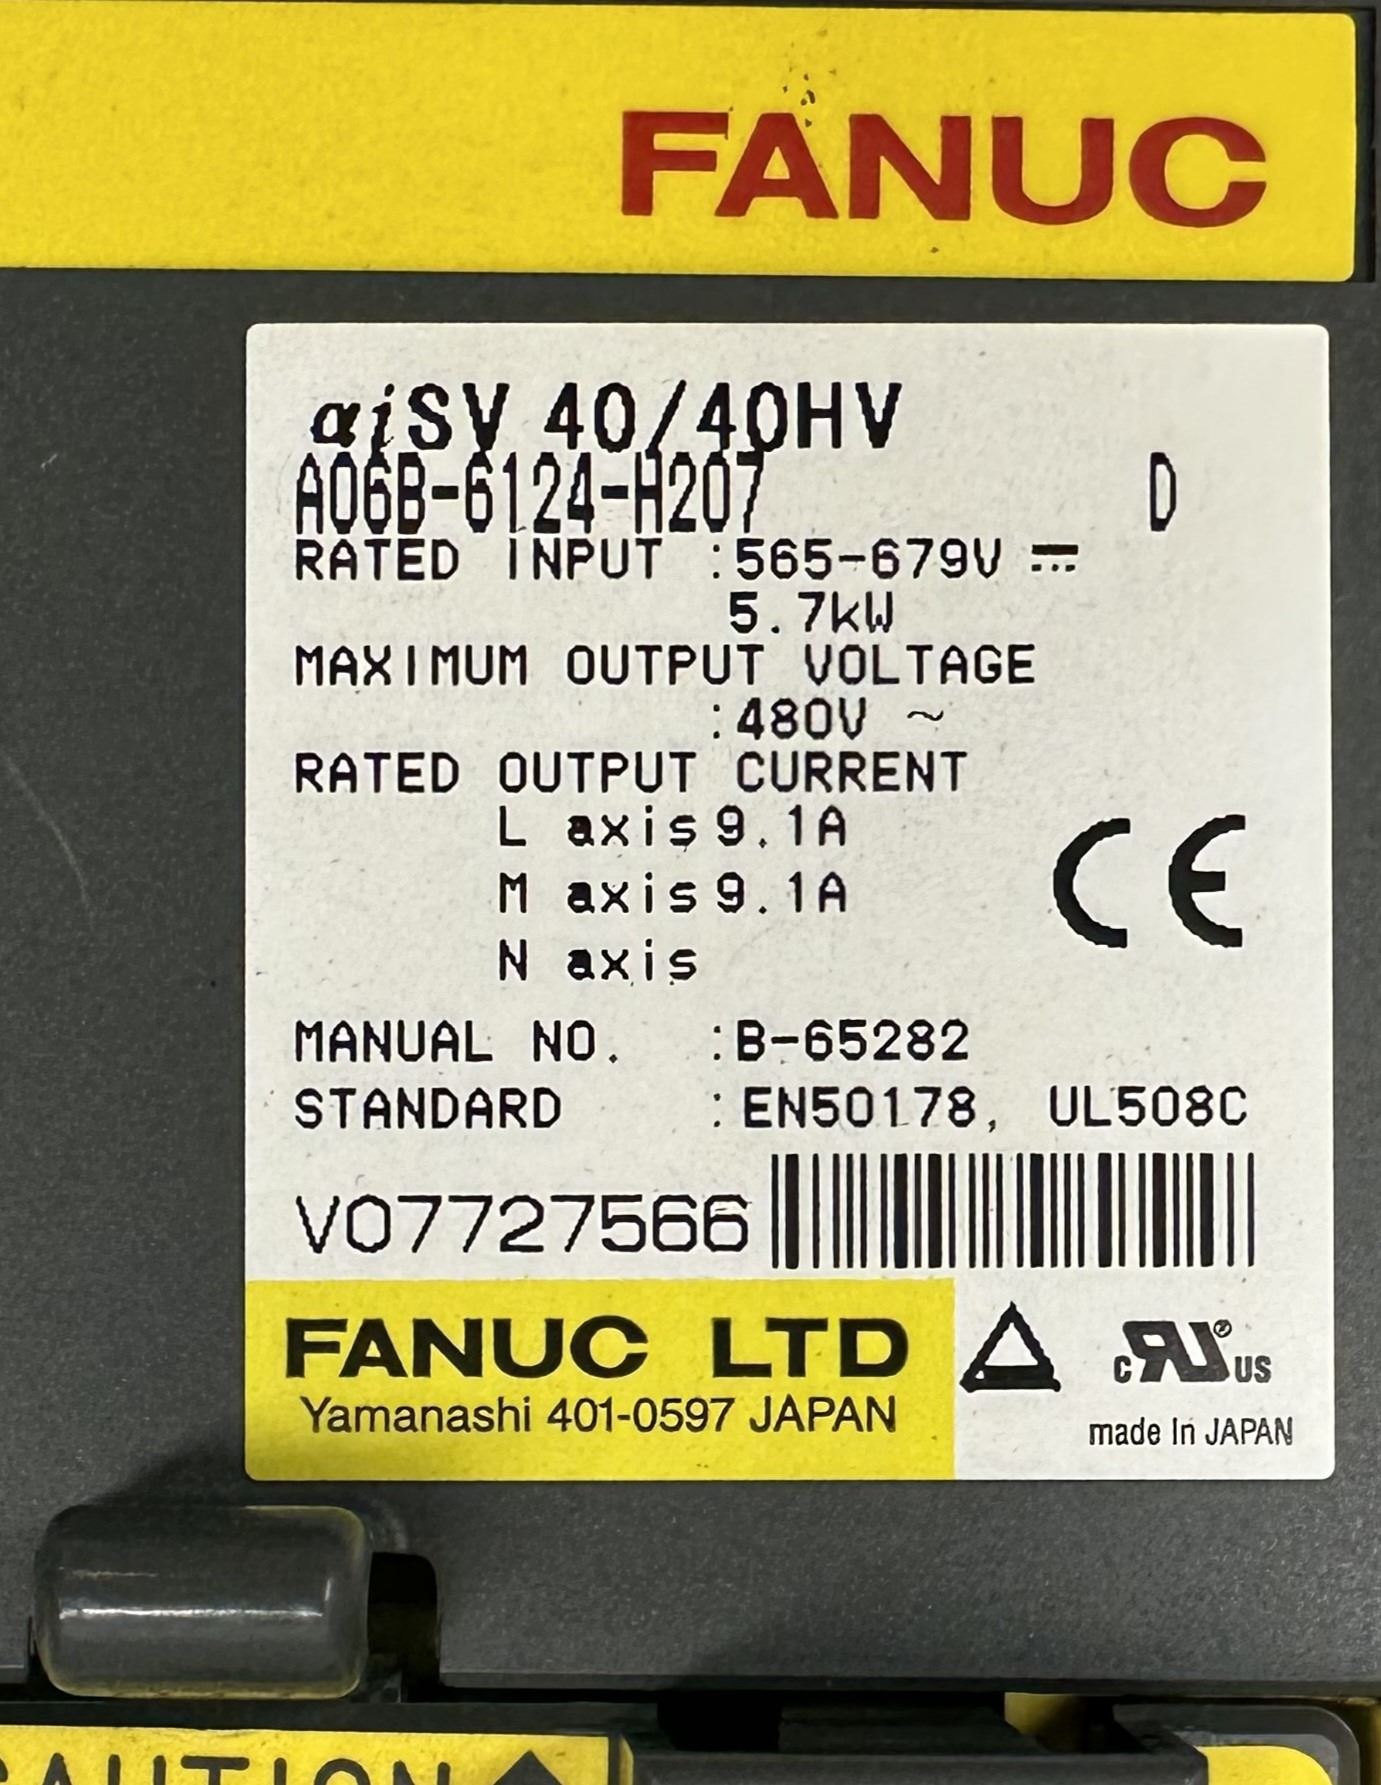 FANUC
αiSV 40/40HV
A06B-6124-H207 D
RATED INPUT :565-679V ⎓
5.7kW
MAXIMUM OUTPUT VOLTAGE
:480V ~
RATED OUTPUT CURRENT
L axis 9.1A
M axis 9.1A
N axis
CE
MANUAL NO. :B-65282
STANDARD :EN50178, UL508C
V07727566
FANUC LTD
Yamanashi 401-0597 JAPAN
c RU ® US
made In JAPAN
CAUTION